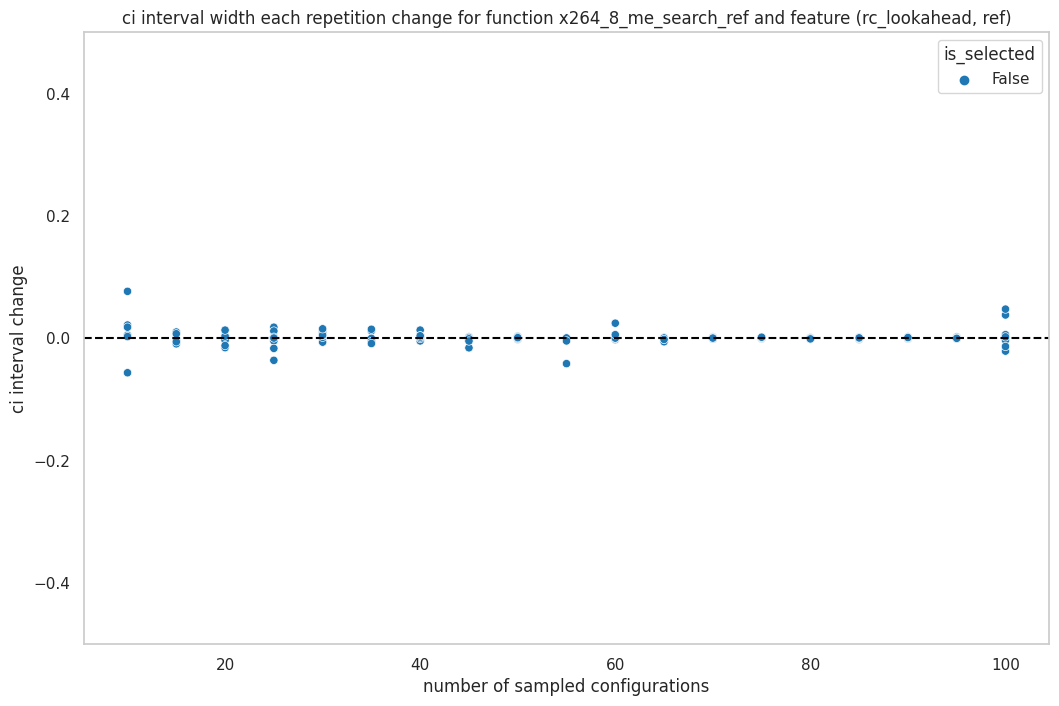 ci interval width each repetition change for function x264_8_me_search_ref and feature (rc_lookahead, ref)
is_selected
False
ci interval change
0.4
0.2
0.0
−0.2
−0.4
20 40 60 80 100
number of sampled configurations